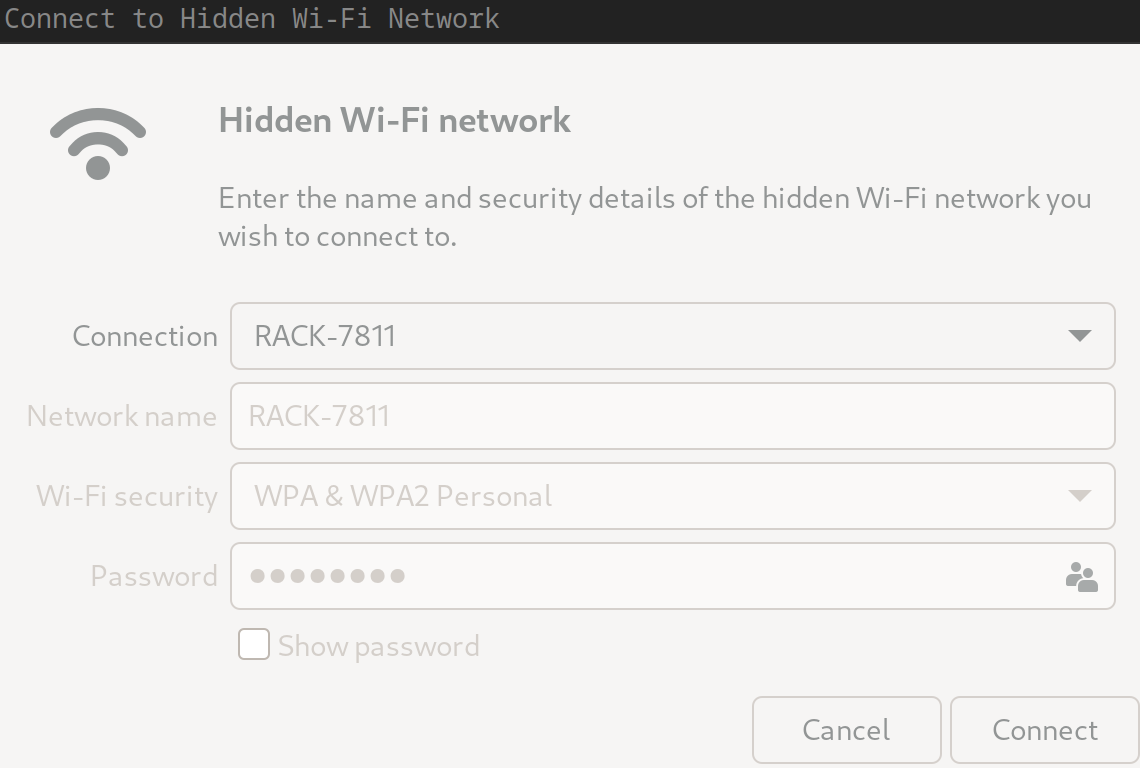 Connect to Hidden Wi-Fi Network
Hidden Wi-Fi network
Enter the name and security details of the hidden Wi-Fi network you
wish to connect to.
Connection RACK-7811
Network name RACK-7811
Wi-Fi security WPA & WPA2 Personal
Password ●●●●●●●●
Show password
Cancel Connect